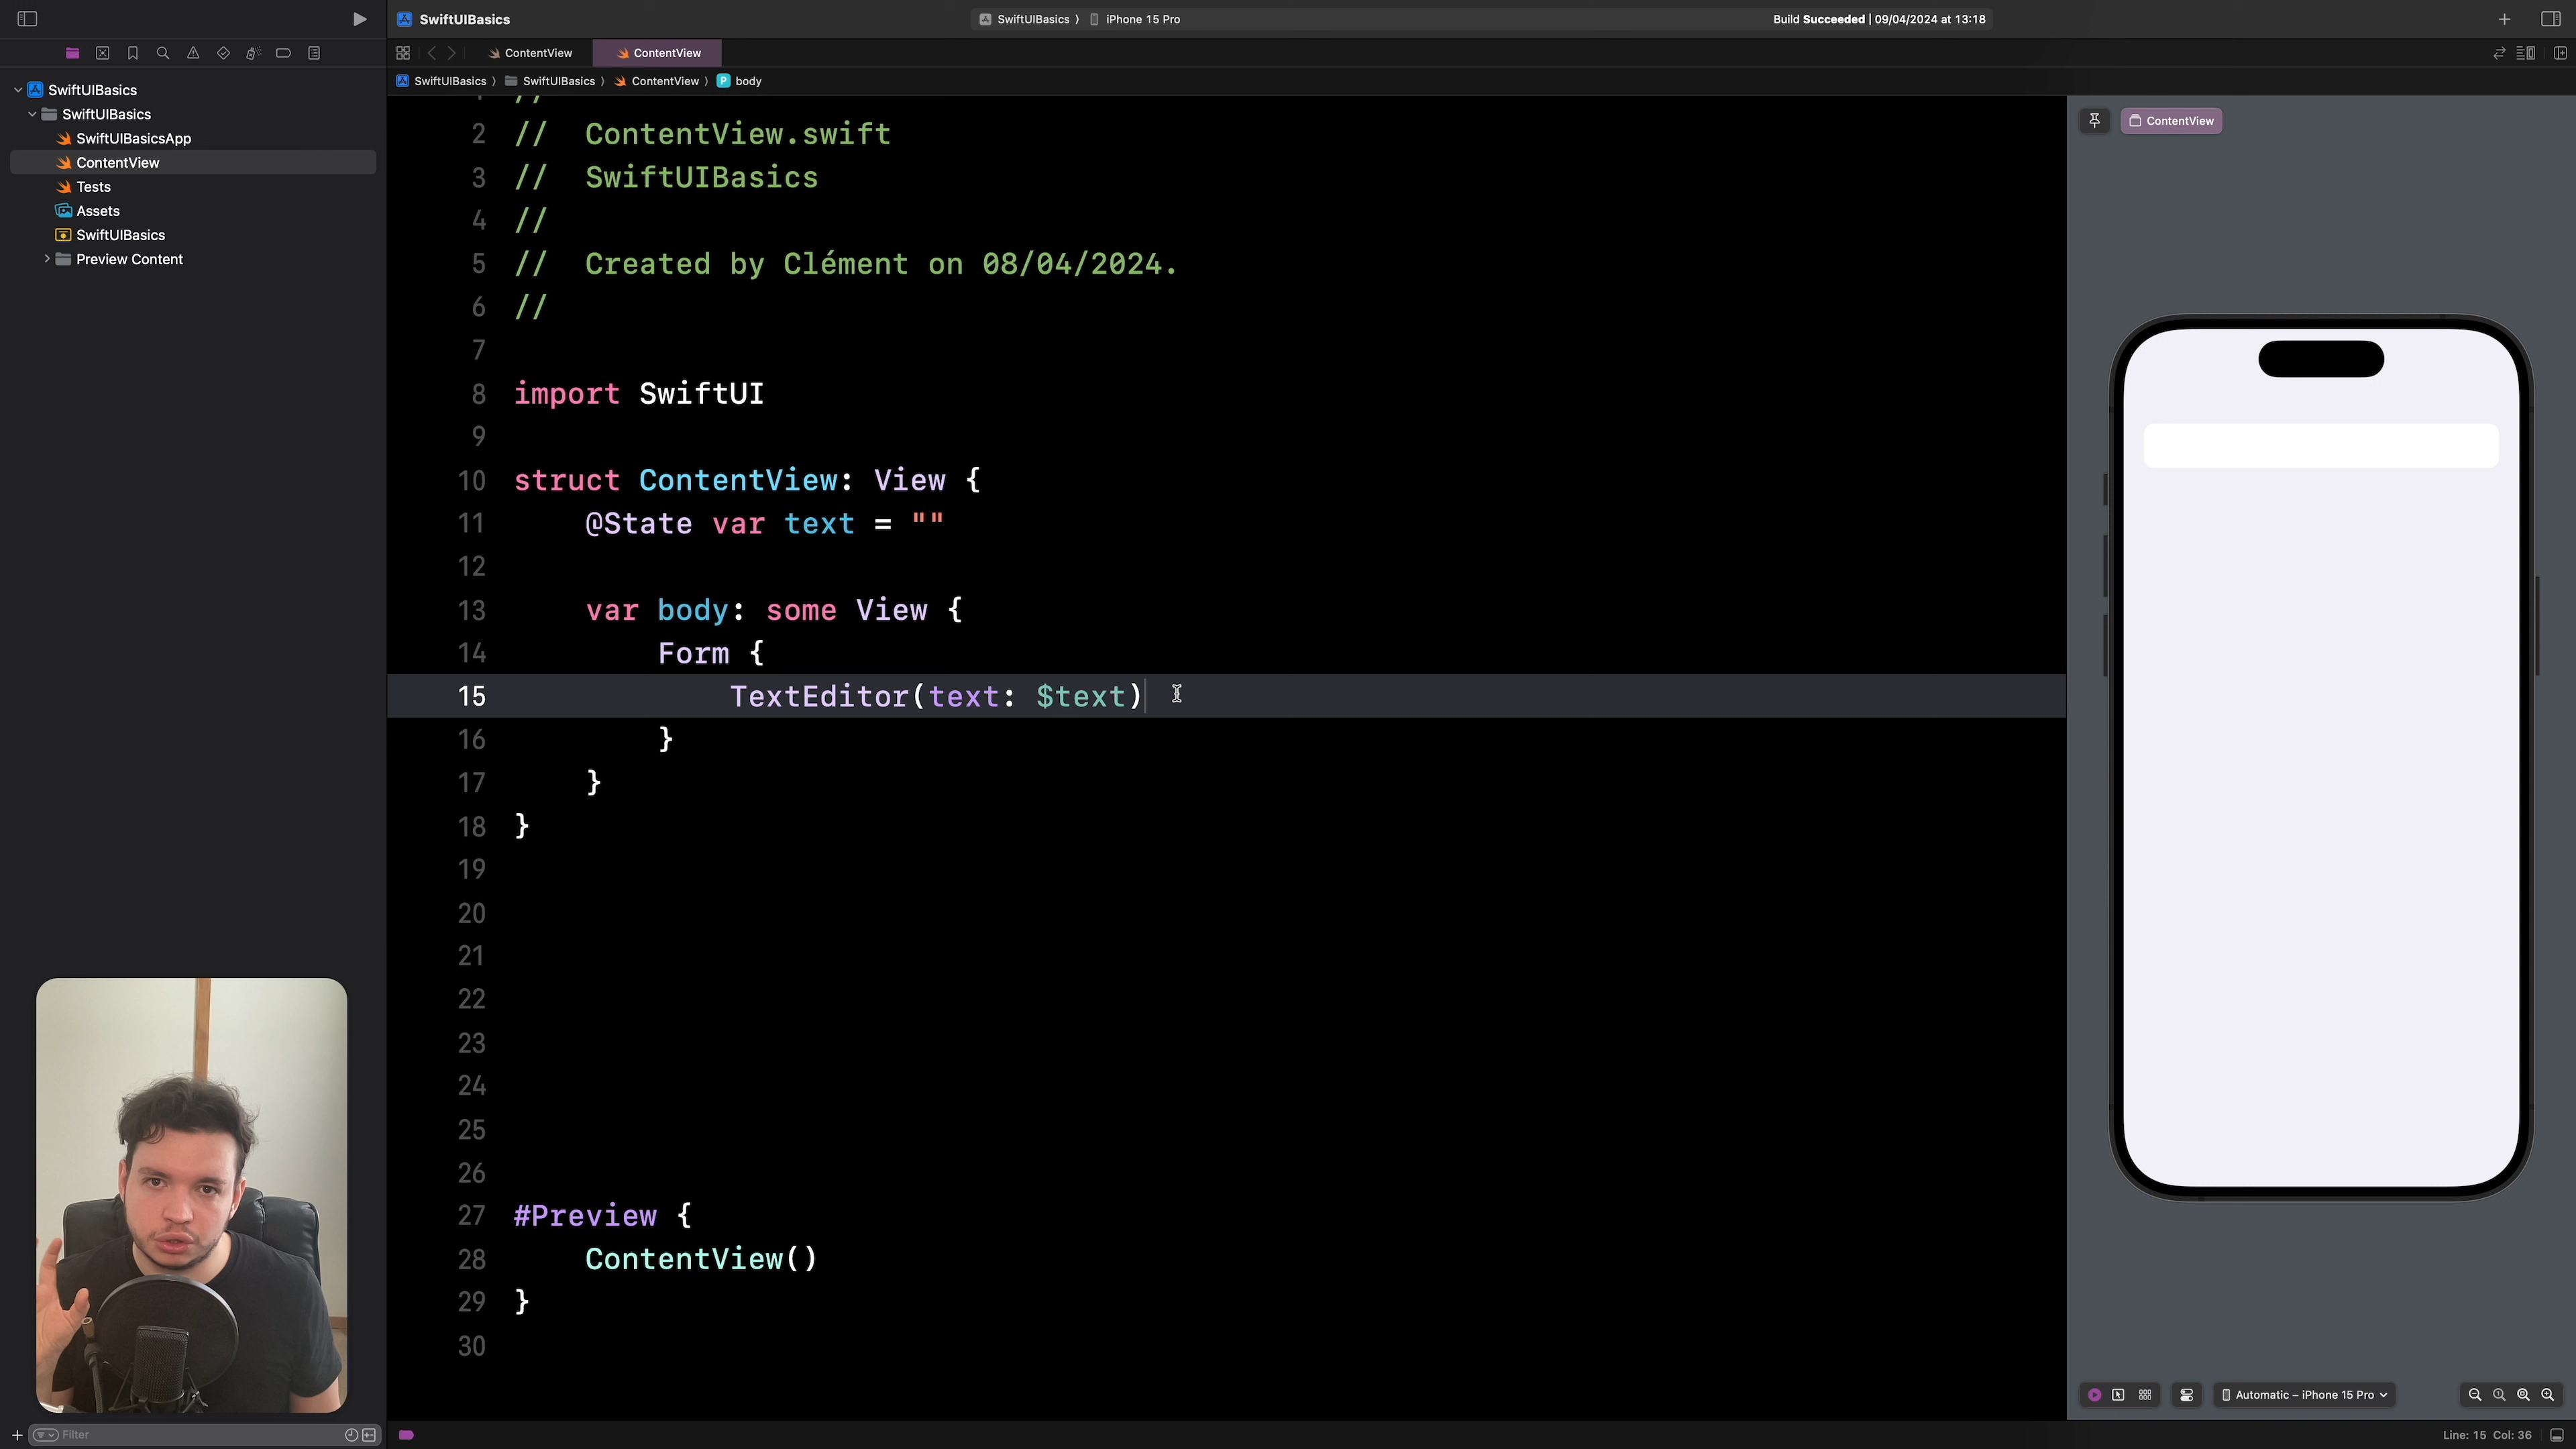 SwiftUIBasics
SwiftUIBasics ⟩ iPhone 15 Pro
Build Succeeded | 09/04/2024 at 13:18
ContentView
ContentView
SwiftUIBasics ⟩ SwiftUIBasics ⟩ ContentView ⟩ P body
SwiftUIBasics
SwiftUIBasics
SwiftUIBasicsApp
ContentView
Tests
Assets
SwiftUIBasics
Preview Content
Filter
2 //  ContentView.swift
3 //  SwiftUIBasics
4 //
5 //  Created by Clément on 08/04/2024.
6 //
7
8 import SwiftUI
9
10 struct ContentView: View {
11     @State var text = ""
12
13     var body: some View {
14         Form {
15             TextEditor(text: $text)
16         }
17     }
18 }
19
20
21
22
23
24
25
26
27 #Preview {
28     ContentView()
29 }
30
ContentView
Automatic – iPhone 15 Pro
Line: 15 Col: 36